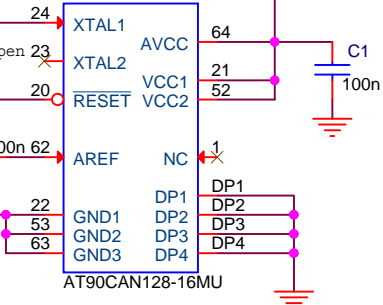 24 XTAL1
AVCC 64
C1
pen 23 XTAL2
VCC1 21
100n
20 RESET VCC2 52
00n 62 AREF NC 1
DP1 DP1
22 GND1 DP2 DP2
53 GND2 DP3 DP3
63 GND3 DP4 DP4
AT90CAN128-16MU